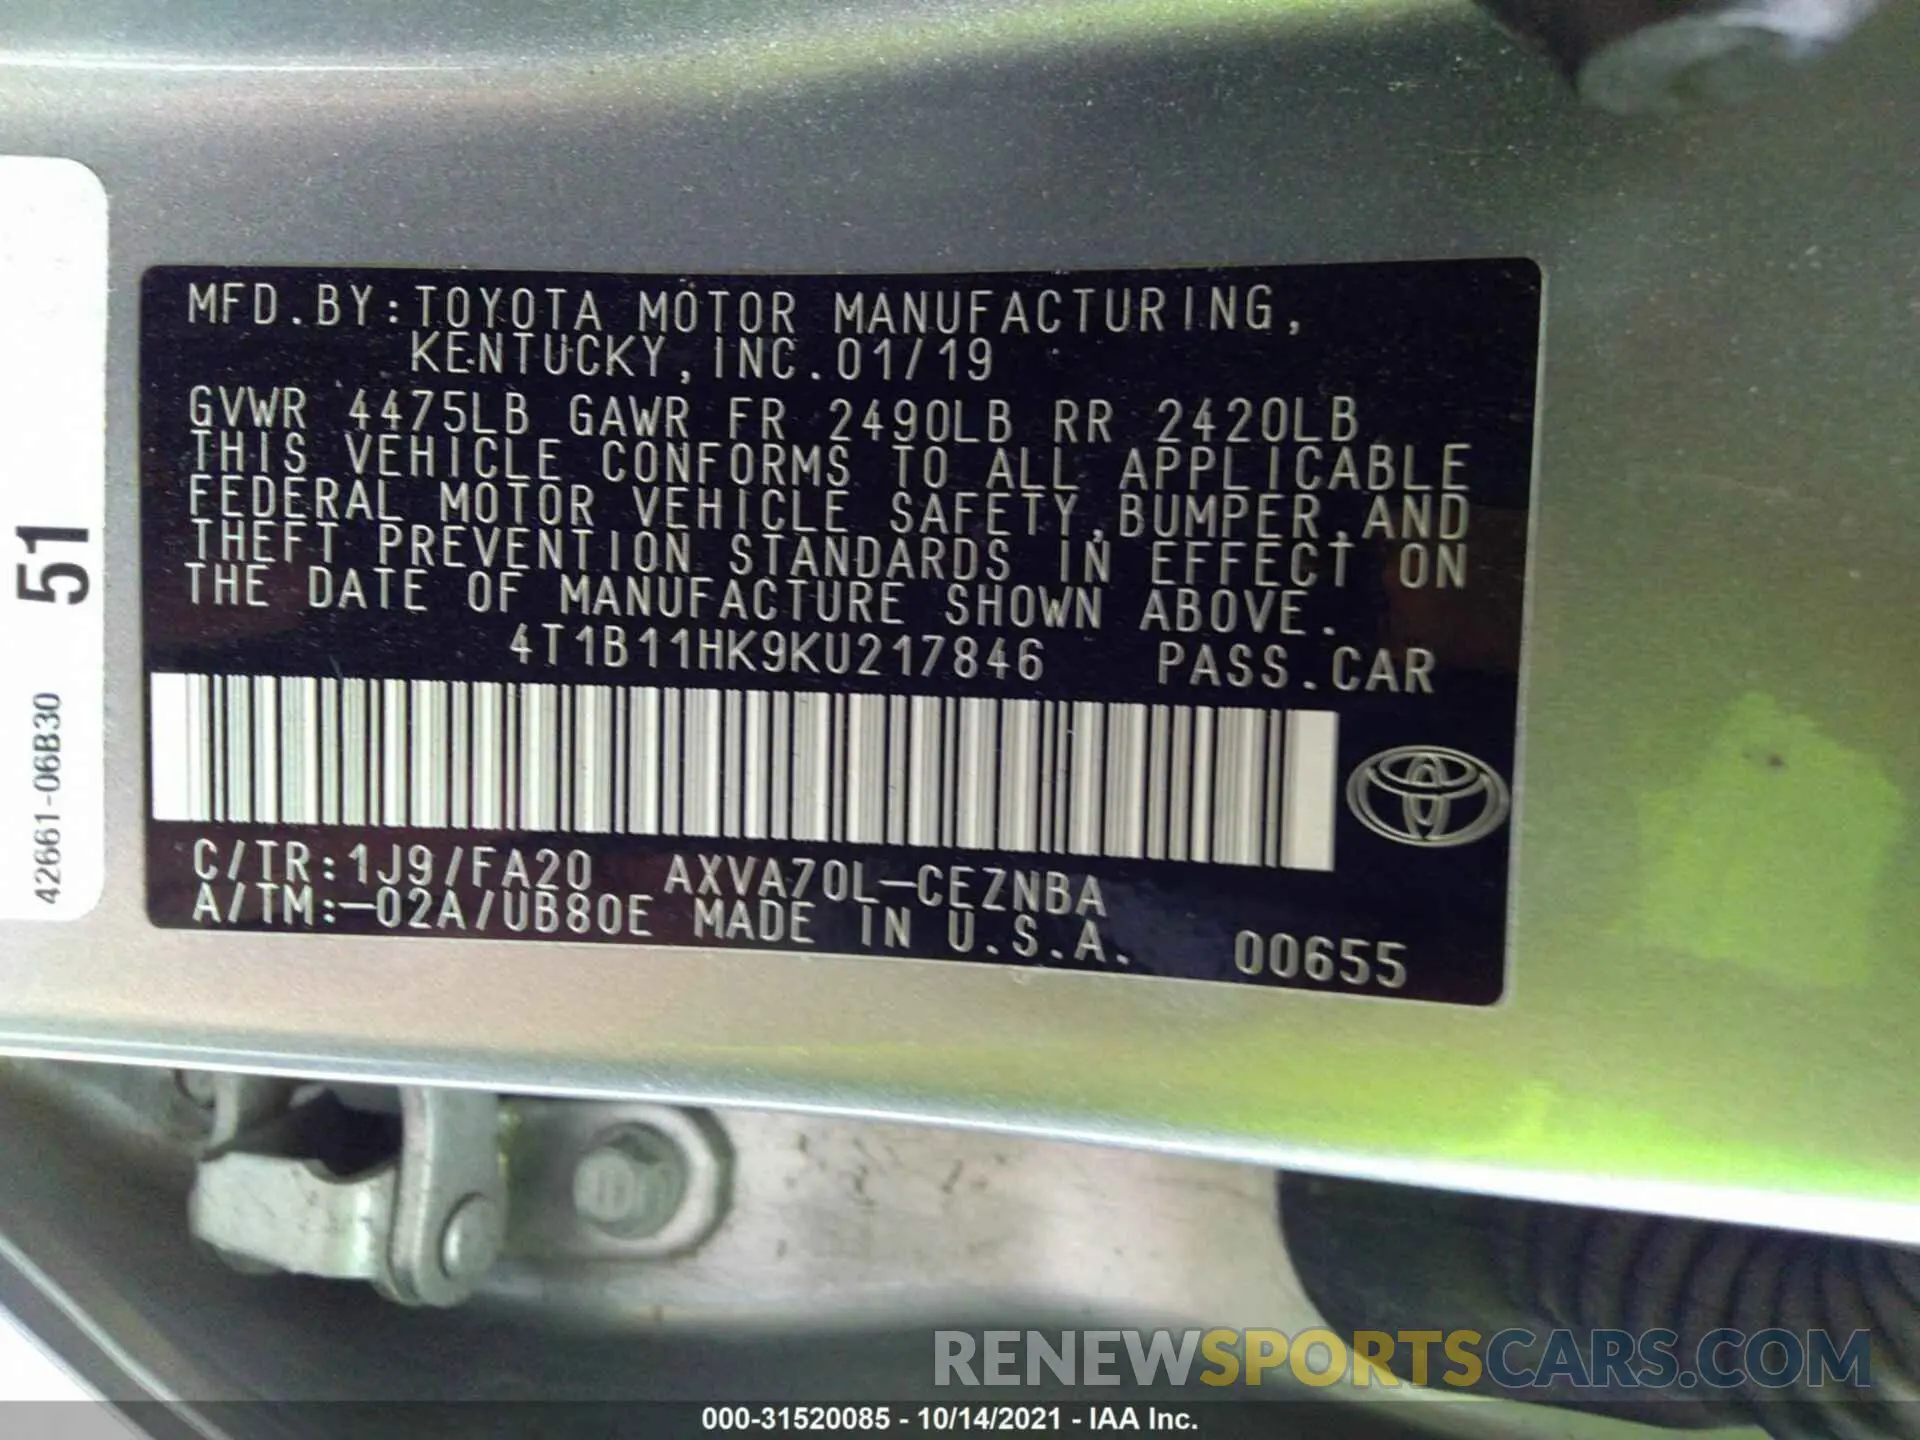 MFD.BY:TOYOTA MOTOR MANUFACTURING,
KENTUCKY,INC.01/19
GVWR 4475LB GAWR FR 2490LB RR 2420LB
THIS VEHICLE CONFORMS TO ALL APPLICABLE
FEDERAL MOTOR VEHICLE SAFETY,BUMPER,AND
THEFT PREVENTION STANDARDS IN EFFECT ON
THE DATE OF MANUFACTURE SHOWN ABOVE.
4T1B11HK9KU217846 PASS.CAR
C/TR:1J9/FA20 AXVA70L-CEZNBA
A/TM:-02A/UB80E MADE IN U.S.A. 00655
51
42661-06B30
RENEWSPORTSCARS.COM
000-31520085 - 10/14/2021 - IAA Inc.